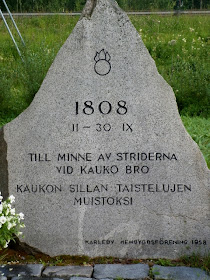 1808
11-30 IX
TILL MINNE AV STRIDERNA
VID KAUKO BRO
KAUKON SILLAN TAISTELUJEN
MUISTOKSI
KARLEBY HEMBYGDSFÖRENING 1958